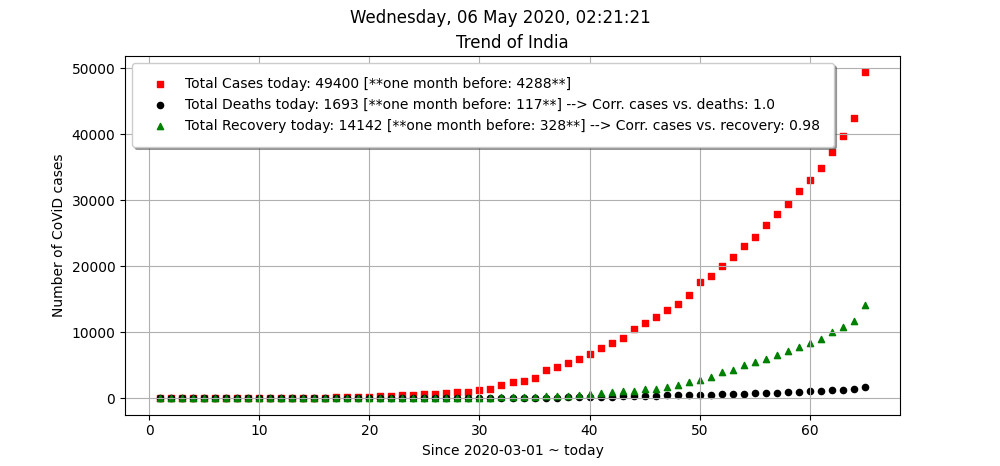 Wednesday, 06 May 2020, 02:21:21
Trend of India
Total Cases today: 49400 [**one month before: 4288**]
Total Deaths today: 1693 [**one month before: 117**] --> Corr. cases vs. deaths: 1.0
Total Recovery today: 14142 [**one month before: 328**] --> Corr. cases vs. recovery: 0.98
Number of CoViD cases
50000
40000
30000
20000
10000
0
0 10 20 30 40 50 60
Since 2020-03-01 ~ today